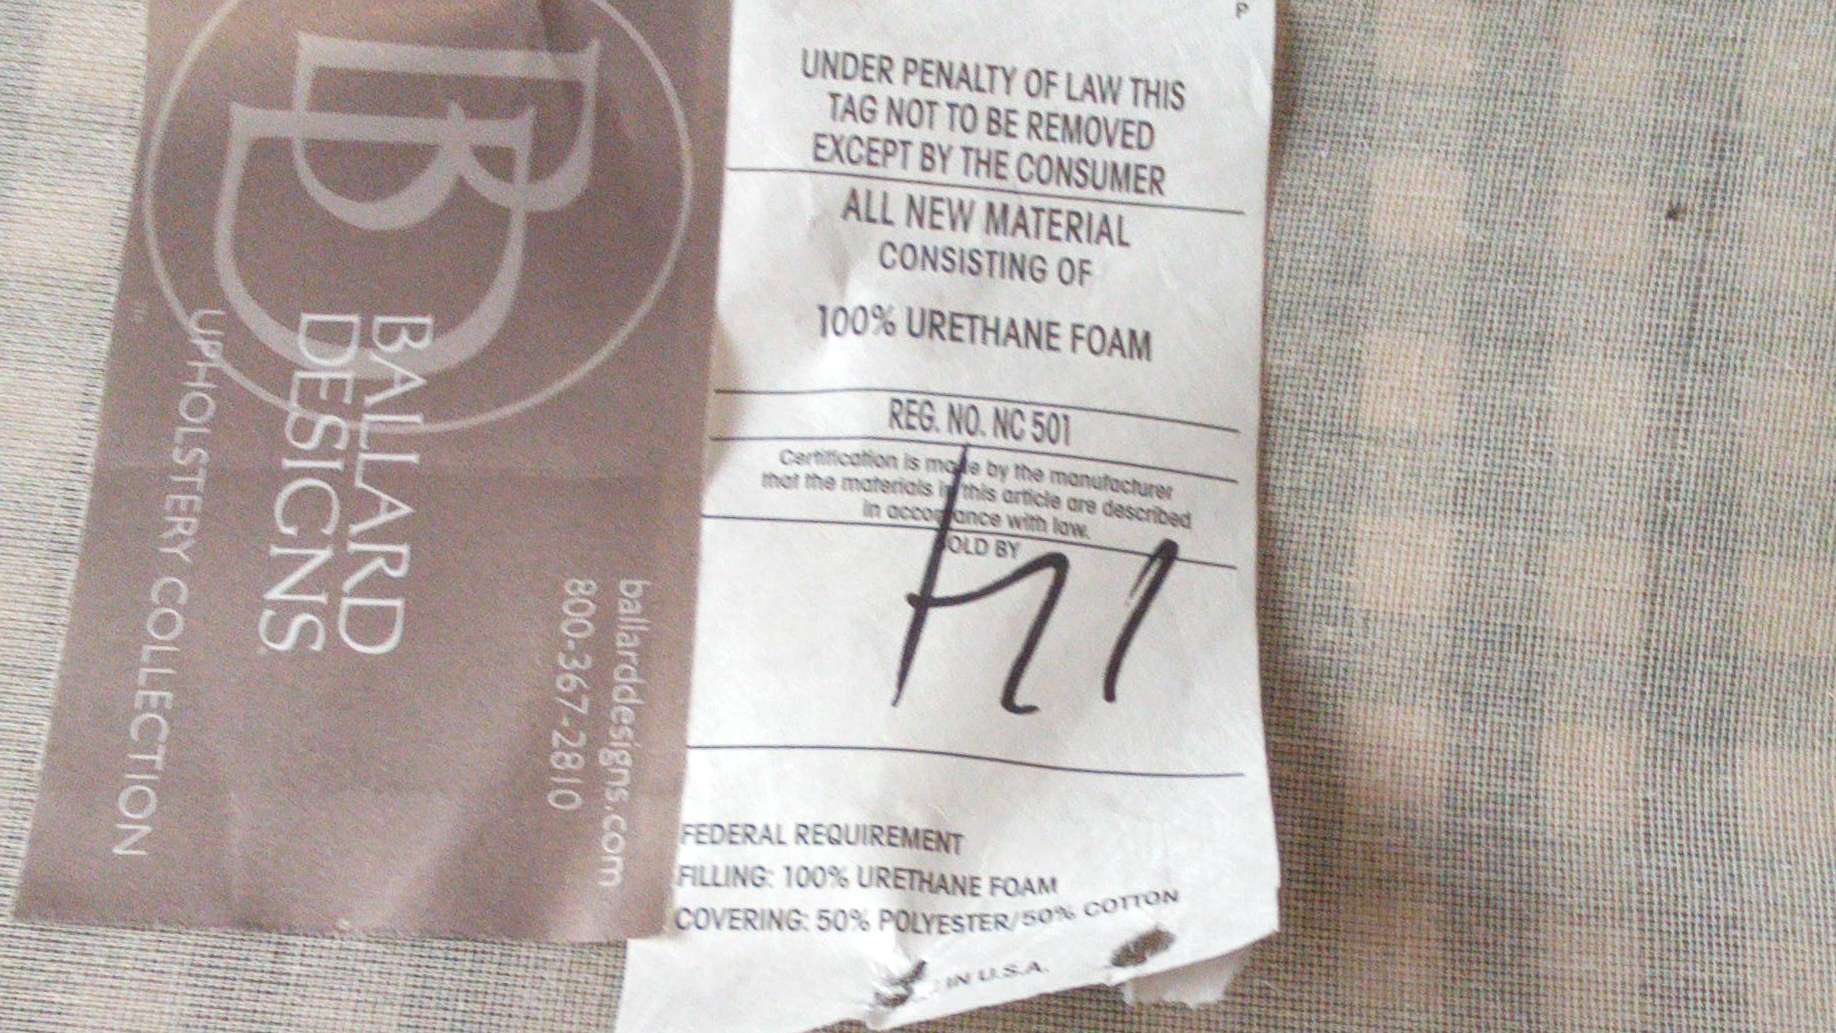 BD
BALLARD
DESIGNS
UPHOLSTERY COLLECTION
ballarddesigns.com
800-367-2810
P
UNDER PENALTY OF LAW THIS
TAG NOT TO BE REMOVED
EXCEPT BY THE CONSUMER
ALL NEW MATERIAL
CONSISTING OF
100% URETHANE FOAM
REG. NO. NC 501
Certification is made by the manufacturer
that the materials in this article are described
in accordance with law.
SOLD BY
FEDERAL REQUIREMENT
FILLING: 100% URETHANE FOAM
COVERING: 50% POLYESTER/50% COTTON
IN U.S.A.